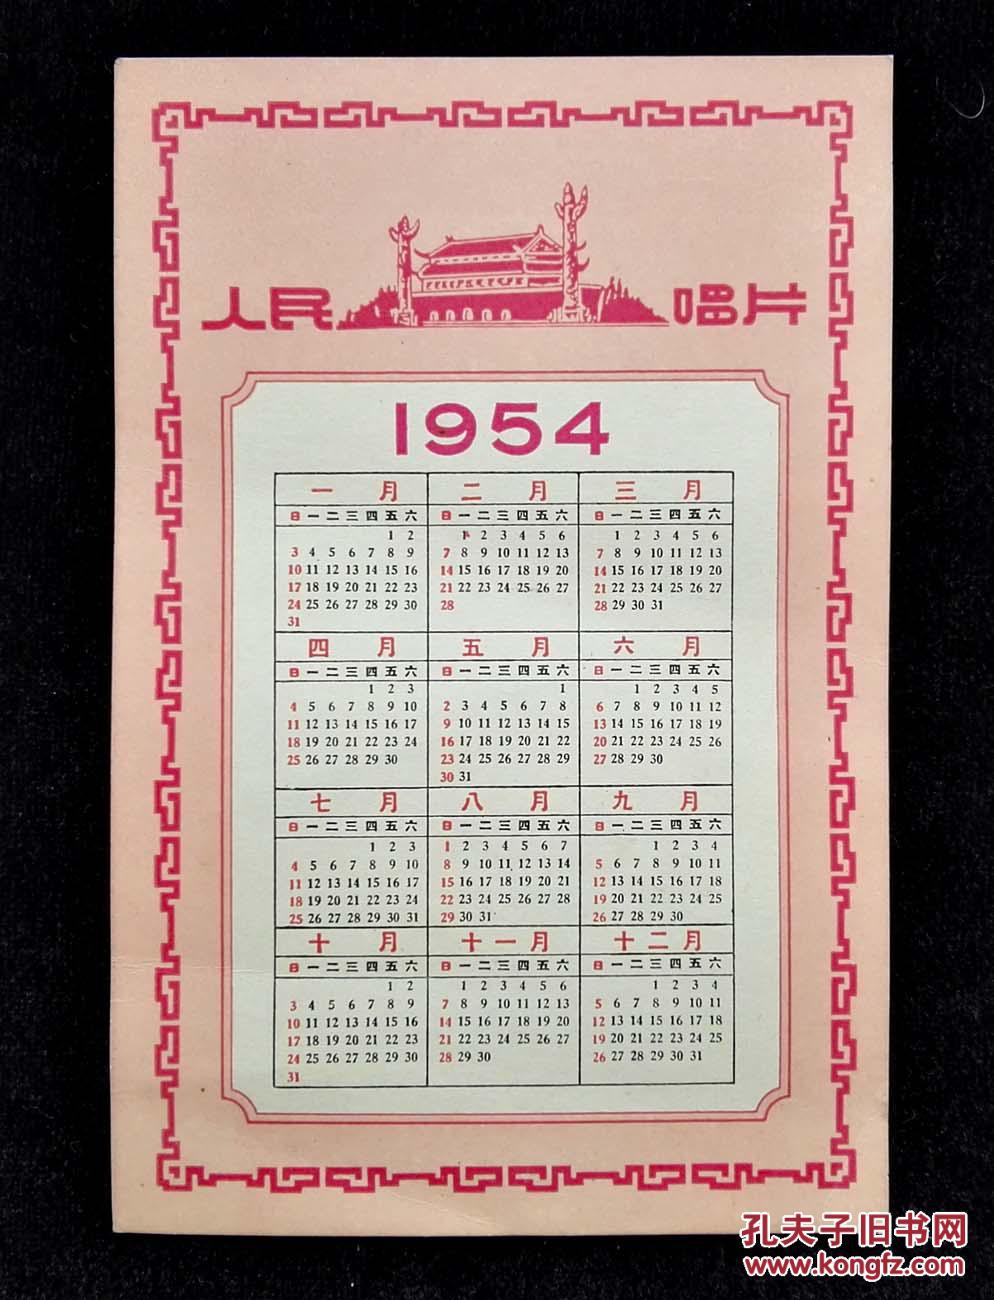 人民 唱片
1954
一 月 二 月 三 月
日 一 二 三 四 五 六 日 一 二 三 四 五 六 日 一 二 三 四 五 六
1 2 1 2 3 4 5 6 1 2 3 4 5 6
3 4 5 6 7 8 9 7 8 9 10 11 12 13 7 8 9 10 11 12 13
10 11 12 13 14 15 16 14 15 16 17 18 19 20 14 15 16 17 18 19 20
17 18 19 20 21 22 23 21 22 23 24 25 26 27 21 22 23 24 25 26 27
24 25 26 27 28 29 30 28 28 29 30 31
31
四 月 五 月 六 月
日 一 二 三 四 五 六 日 一 二 三 四 五 六 日 一 二 三 四 五 六
1 2 3 1 1 2 3 4 5
4 5 6 7 8 9 10 2 3 4 5 6 7 8 6 7 8 9 10 11 12
11 12 13 14 15 16 17 9 10 11 12 13 14 15 13 14 15 16 17 18 19
18 19 20 21 22 23 24 16 17 18 19 20 21 22 20 21 22 23 24 25 26
25 26 27 28 29 30 23 24 25 26 27 28 29 27 28 29 30
30 31
七 月 八 月 九 月
日 一 二 三 四 五 六 日 一 二 三 四 五 六 日 一 二 三 四 五 六
1 2 3 1 2 3 4 5 6 7 1 2 3 4
4 5 6 7 8 9 10 8 9 10 11 12 13 14 5 6 7 8 9 10 11
11 12 13 14 15 16 17 15 16 17 18 19 20 21 12 13 14 15 16 17 18
18 19 20 21 22 23 24 22 23 24 25 26 27 28 19 20 21 22 23 24 25
25 26 27 28 29 30 31 29 30 31 26 27 28 29 30
十 月 十一月 十二月
日 一 二 三 四 五 六 日 一 二 三 四 五 六 日 一 二 三 四 五 六
1 2 1 2 3 4 5 6 1 2 3 4
3 4 5 6 7 8 9 7 8 9 10 11 12 13 5 6 7 8 9 10 11
10 11 12 13 14 15 16 14 15 16 17 18 19 20 12 13 14 15 16 17 18
17 18 19 20 21 22 23 21 22 23 24 25 26 27 19 20 21 22 23 24 25
24 25 26 27 28 29 30 28 29 30 26 27 28 29 30 31
31
孔夫子旧书网
www.kongfz.com